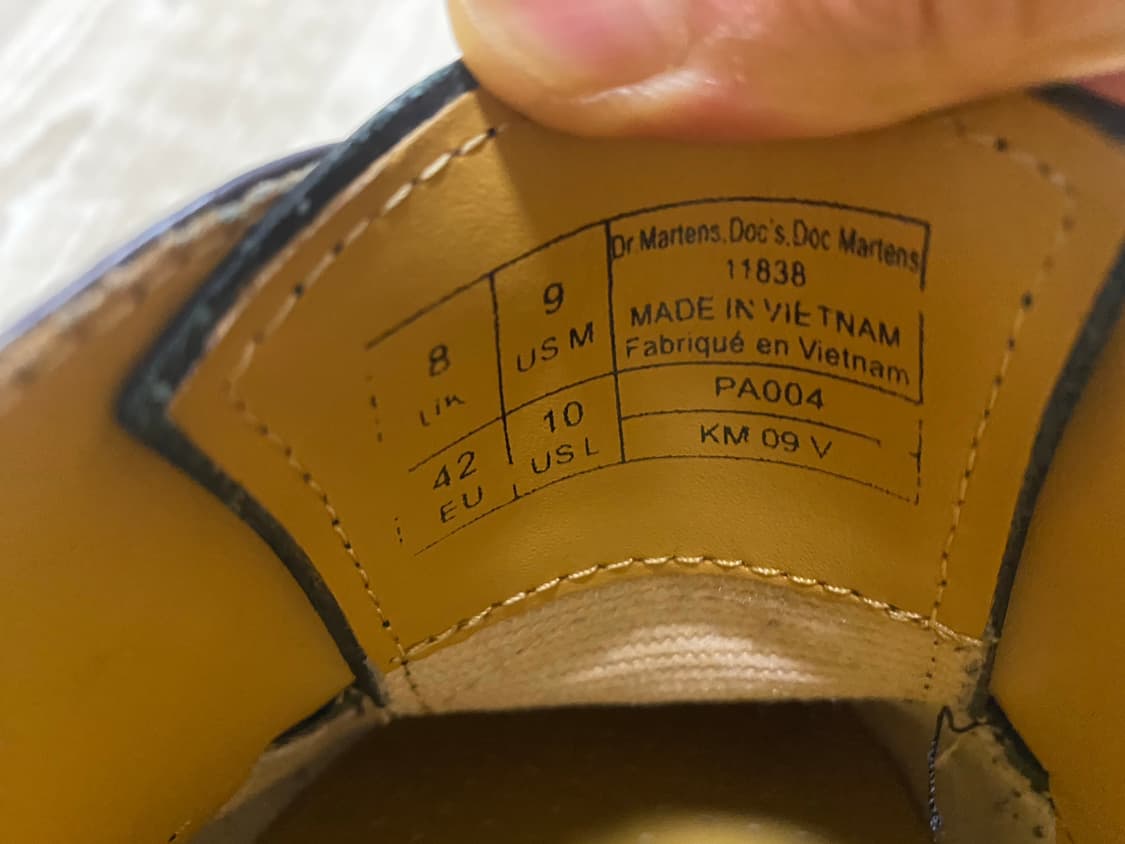 8
9
US M
42
EU
10
US L
Dr.Martens.Doc's.Doc Martens
11838
MADE IN VIETNAM
Fabriqué en Vietnam
PA004
KM 09 V